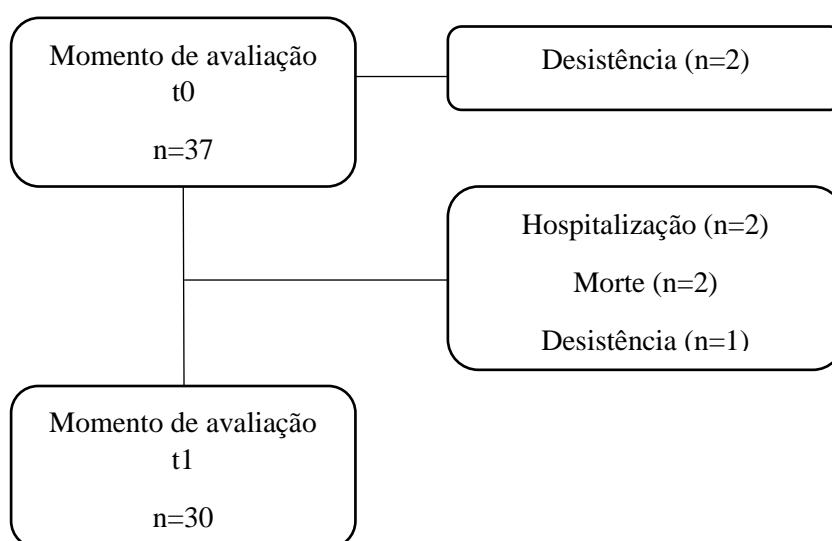 Momento de avaliação
t0
n=37
Desistência (n=2)
Hospitalização (n=2)
Morte (n=2)
Desistência (n=1)
Momento de avaliação
t1
n=30